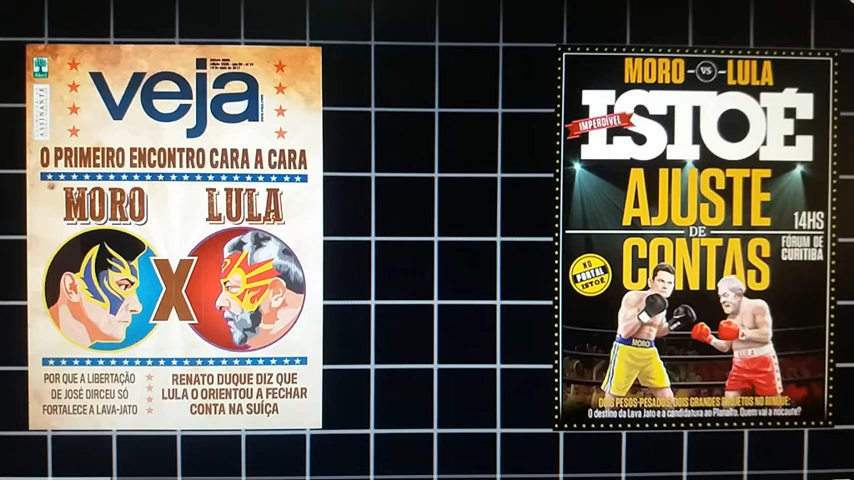 Abril
ASSINANTE
veja
O PRIMEIRO ENCONTRO CARA A CARA
MORO
LULA
X
POR QUE A LIBERTAÇÃO
DE JOSÉ DIRCEU SÓ
FORTALECE A LAVA-JATO
RENATO DUQUE DIZ QUE
LULA O ORIENTOU A FECHAR
CONTA NA SUÍÇA
MORO VS LULA
ISTOÉ
IMPERDÍVEL
AJUSTE
DE
CONTAS
14HS
FÓRUM DE
CURITIBA
NO
PORTAL
ISTOÉ
MORO
LULA
DOIS PESOS-PESADOS, DOIS GRANDES PROJETOS NO RINGUE:
O destino da Lava Jato e a candidatura ao Planalto. Quem vai a nocaute?